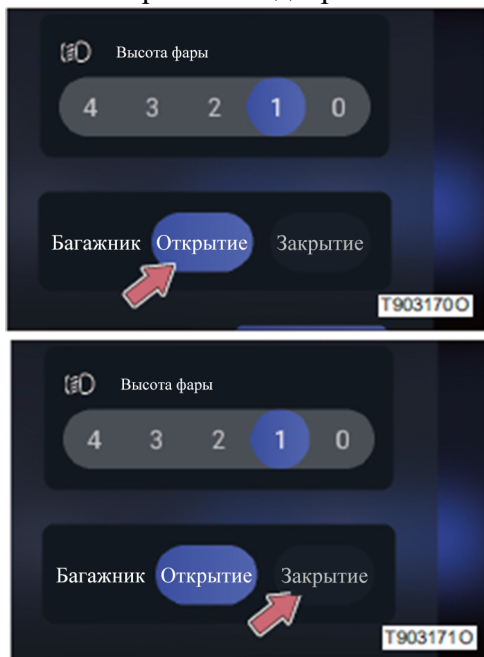 Высота фары
4 3 2 1 0
Багажник Открытие Закрытие
T903170O
Высота фары
4 3 2 1 0
Багажник Открытие Закрытие
T903171O